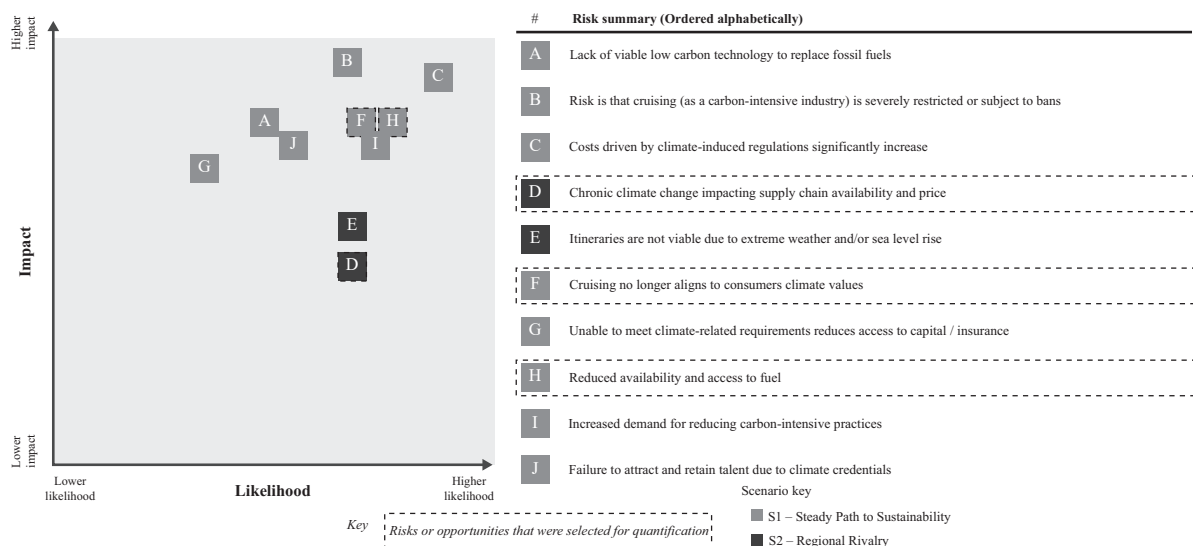 Higher
impact
B
C
A
F
H
J
I
G
E
D
Impact
Lower
impact
Lower
likelihood
Likelihood
Higher
likelihood
# Risk summary (Ordered alphabetically)
A Lack of viable low carbon technology to replace fossil fuels
B Risk is that cruising (as a carbon-intensive industry) is severely restricted or subject to bans
C Costs driven by climate-induced regulations significantly increase
D Chronic climate change impacting supply chain availability and price
E Itineraries are not viable due to extreme weather and/or sea level rise
F Cruising no longer aligns to consumers climate values
G Unable to meet climate-related requirements reduces access to capital / insurance
H Reduced availability and access to fuel
I Increased demand for reducing carbon-intensive practices
J Failure to attract and retain talent due to climate credentials
Scenario key
Key Risks or opportunities that were selected for quantification
S1 – Steady Path to Sustainability
S2 – Regional Rivalry